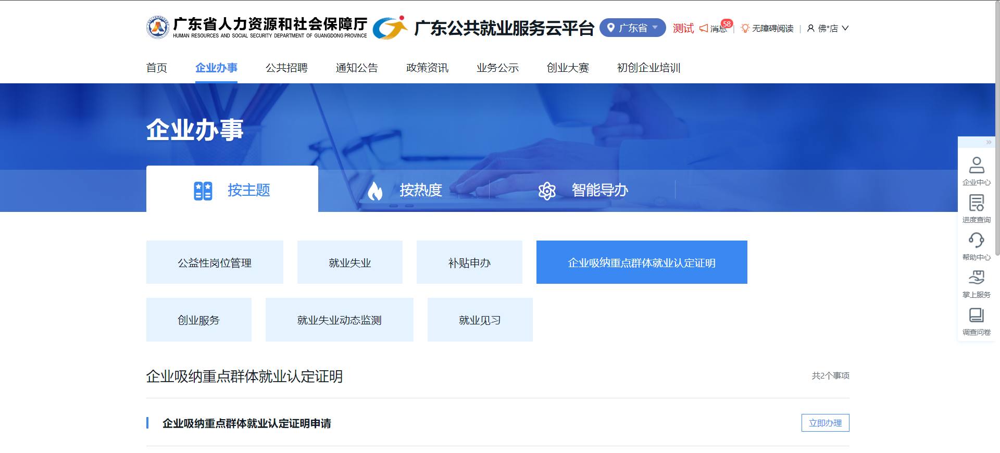 广东省人力资源和社会保障厅
HUMAN RESOURCES AND SOCIAL SECURITY DEPARTMENT OF GUANGDONG PROVINCE
广东公共就业服务云平台
广东省
测试
消息 58
无障碍阅读
佛*店
首页 企业办事 公共招聘 通知公告 政策资讯 业务公示 创业大赛 初创企业培训
企业办事
按主题 按热度 智能导办
公益性岗位管理 就业失业 补贴申办 企业吸纳重点群体就业认定证明
创业服务 就业失业动态监测 就业见习
企业吸纳重点群体就业认定证明 共2个事项
企业吸纳重点群体就业认定证明申请 立即办理
企业中心
进度查询
帮助中心
掌上服务
调查问卷